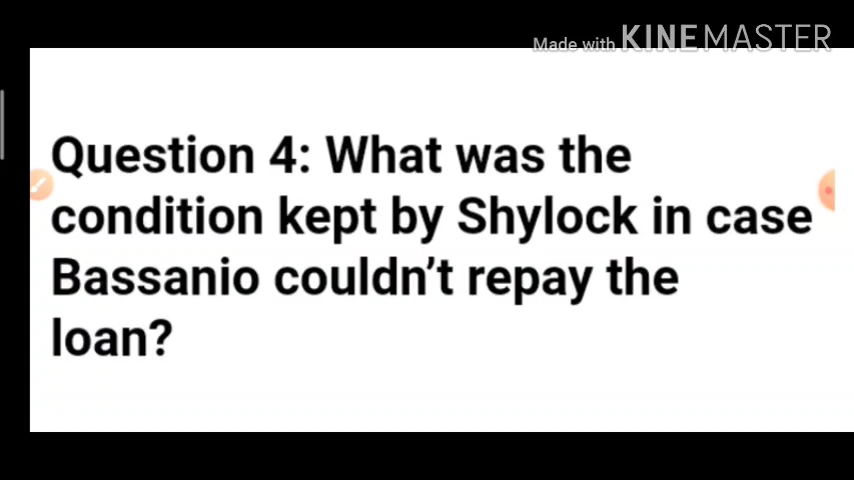 Made with KINEMASTER
Question 4: What was the
condition kept by Shylock in case
Bassanio couldn’t repay the
loan?